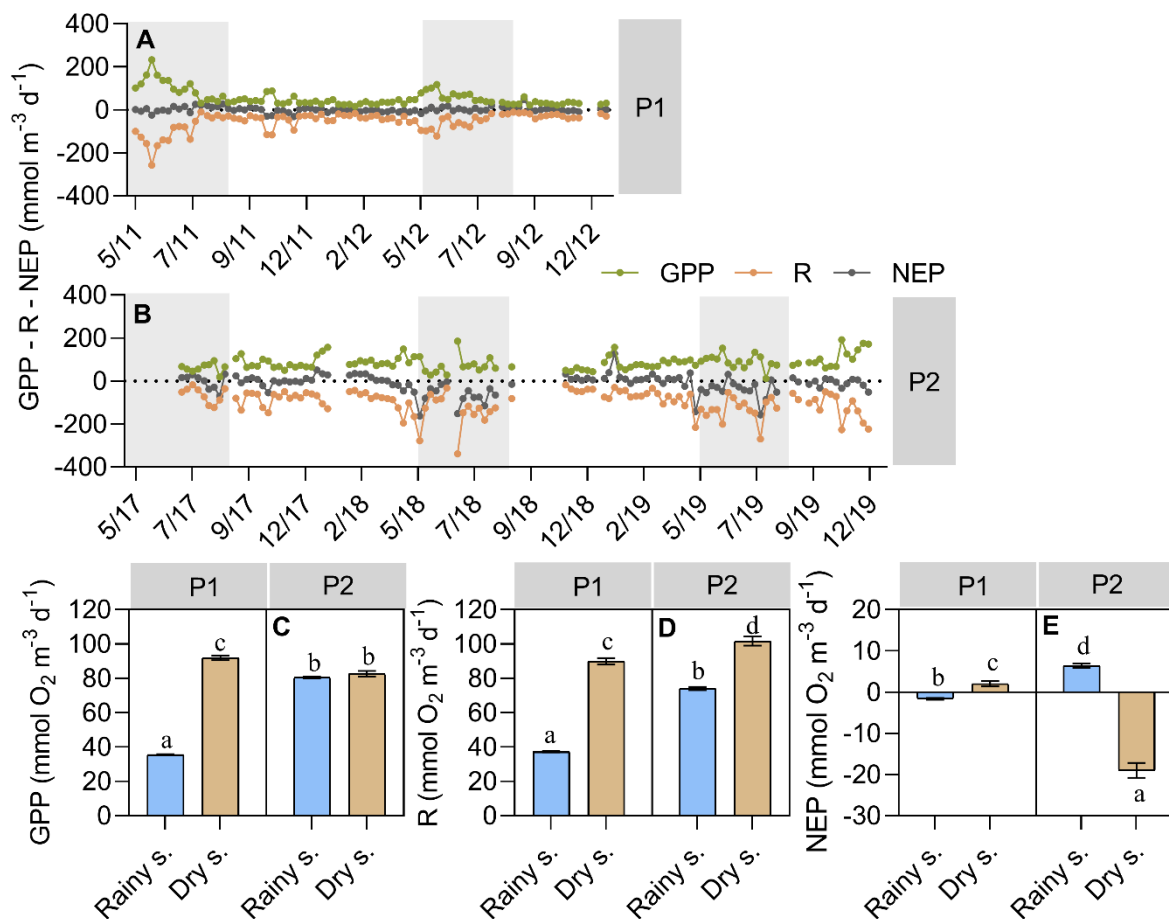 GPP - R - NEP (mmol m⁻³ d⁻¹)
400
200
0
-200
-400
A
P1
5/11
7/11
9/11
12/11
2/12
5/12
7/12
9/12
12/12
GPP R NEP
400
200
0
-200
-400
B
P2
5/17
7/17
9/17
12/17
2/18
5/18
7/18
9/18
12/18
2/19
5/19
7/19
9/19
12/19
P1 P2
GPP (mmol O₂ m⁻³ d⁻¹)
120
100
80
60
40
20
0
C
a
c
b
b
Rainy s.
Dry s.
Rainy s.
Dry s.
P1 P2
R (mmol O₂ m⁻³ d⁻¹)
120
100
80
60
40
20
0
D
a
c
b
d
Rainy s.
Dry s.
Rainy s.
Dry s.
P1 P2
NEP (mmol O₂ m⁻³ d⁻¹)
20
10
0
-10
-20
-30
E
b
c
d
a
Rainy s.
Dry s.
Rainy s.
Dry s.